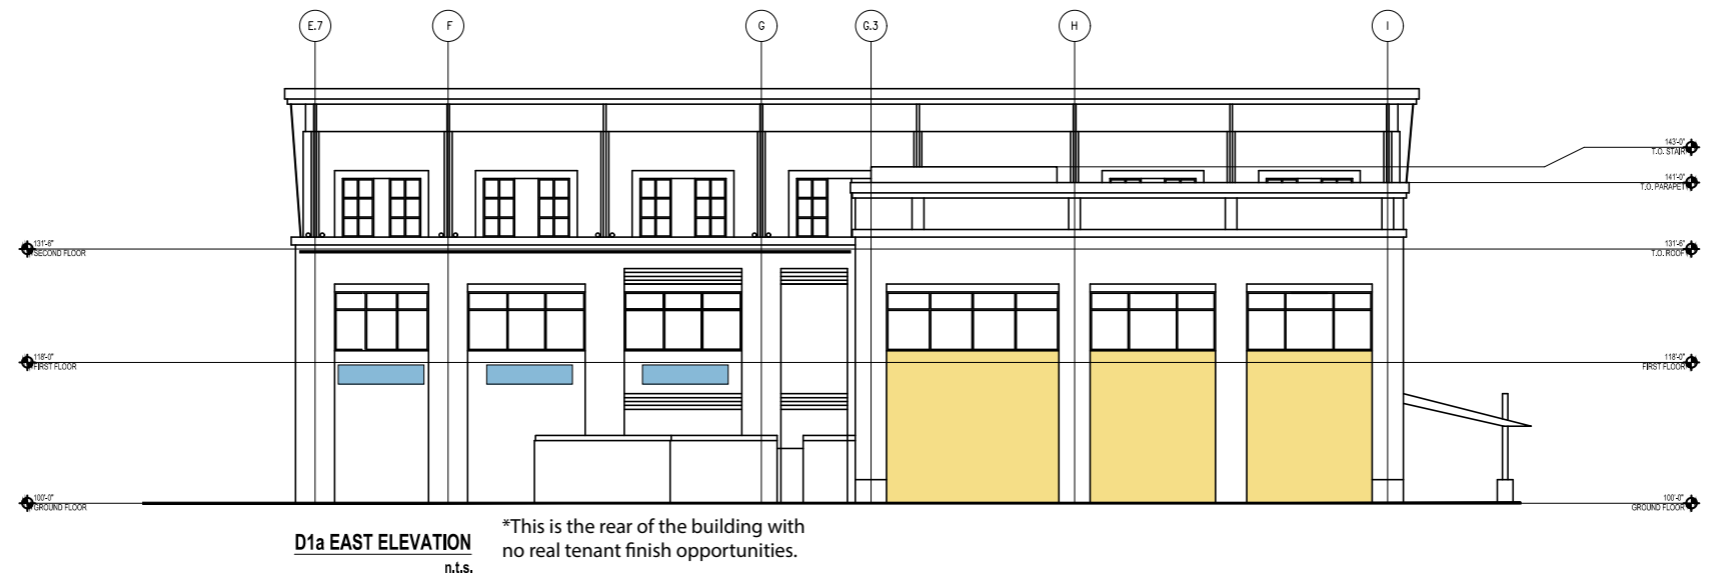 E.7 F G G.3 H I
143'-0"
T.O. STAIR
141'-0"
T.O. PARAPET
131'-6"
SECOND FLOOR
131'-6"
T.O. ROOF
118'-0"
FIRST FLOOR
118'-0"
FIRST FLOOR
100'-0"
GROUND FLOOR
100'-0"
GROUND FLOOR
D1a EAST ELEVATION
n.t.s.
*This is the rear of the building with
no real tenant finish opportunities.